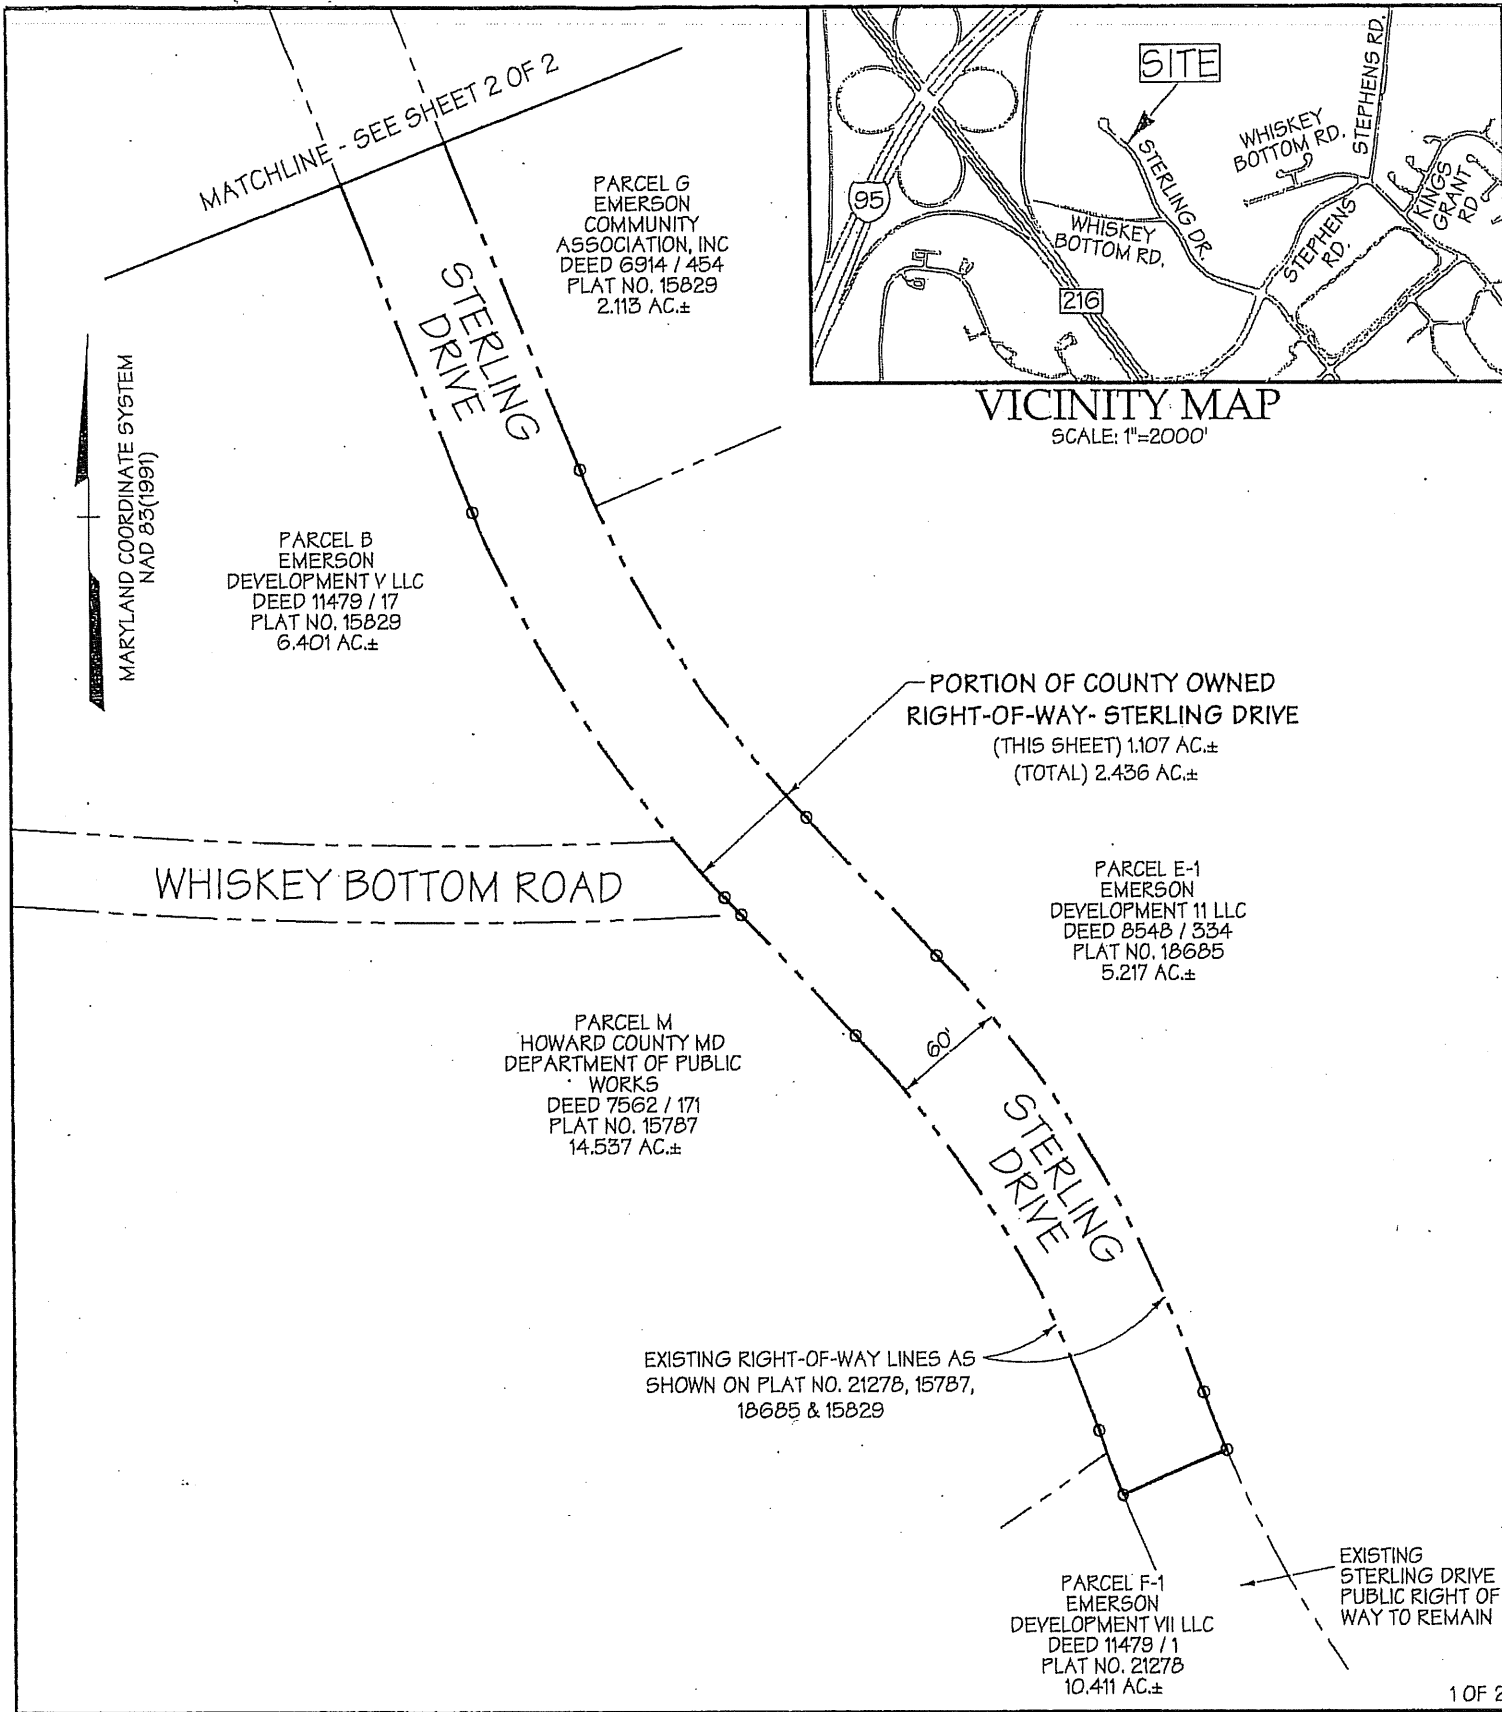 MATCHLINE - SEE SHEET 2 OF 2
PARCEL G
EMERSON
COMMUNITY
ASSOCIATION, INC
DEED 6914 / 454
PLAT NO. 15829
2.113 AC.±
SITE
95
216
STERLING DR.
WHISKEY
BOTTOM RD.
WHISKEY
BOTTOM RD.
STEPHENS RD.
STEPHENS
RD.
KINGS
GRANT
RD
VICINITY MAP
SCALE: 1"=2000'
STERLING
DRIVE
MARYLAND COORDINATE SYSTEM
NAD 83(1991)
PARCEL B
EMERSON
DEVELOPMENT V LLC
DEED 11479 / 17
PLAT NO. 15829
6.401 AC.±
PORTION OF COUNTY OWNED
RIGHT-OF-WAY- STERLING DRIVE
(THIS SHEET) 1.107 AC.±
(TOTAL) 2.436 AC.±
WHISKEY BOTTOM ROAD
PARCEL E-1
EMERSON
DEVELOPMENT 11 LLC
DEED 8548 / 334
PLAT NO. 18685
5.217 AC.±
PARCEL M
HOWARD COUNTY MD
DEPARTMENT OF PUBLIC
WORKS
DEED 7562 / 171
PLAT NO. 15787
14.537 AC.±
60'
STERLING
DRIVE
EXISTING RIGHT-OF-WAY LINES AS
SHOWN ON PLAT NO. 21278, 15787,
18685 & 15829
PARCEL F-1
EMERSON
DEVELOPMENT VII LLC
DEED 11479 / 1
PLAT NO. 21278
10.411 AC.±
EXISTING
STERLING DRIVE
PUBLIC RIGHT OF
WAY TO REMAIN
1 OF 2